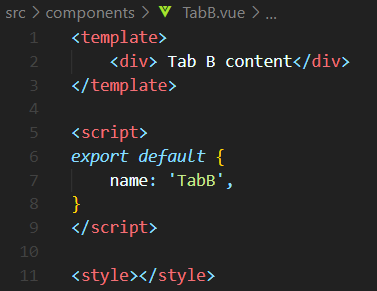 src > components > TabB.vue > ...
1 <template>
2     <div> Tab B content</div>
3 </template>
4
5 <script>
6 export default {
7     name: 'TabB',
8 }
9 </script>
10
11 <style></style>